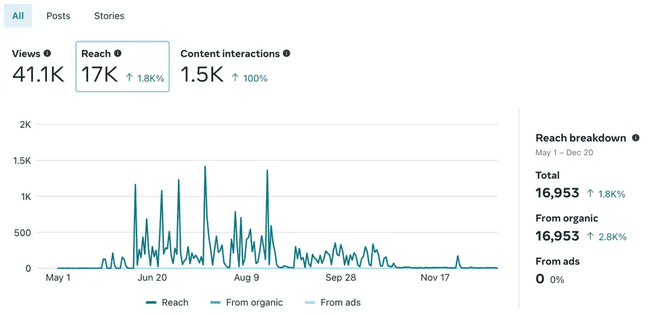 All Posts Stories
Views Reach Content interactions
41.1K 17K ↑ 1.8K% 1.5K ↑ 100%
2K
1.5K
1K
500
0
May 1 Jun 20 Aug 9 Sep 28 Nov 17
Reach From organic From ads
Reach breakdown
May 1 – Dec 20
Total
16,953 ↑ 1.8K%
From organic
16,953 ↑ 2.8K%
From ads
0 0%